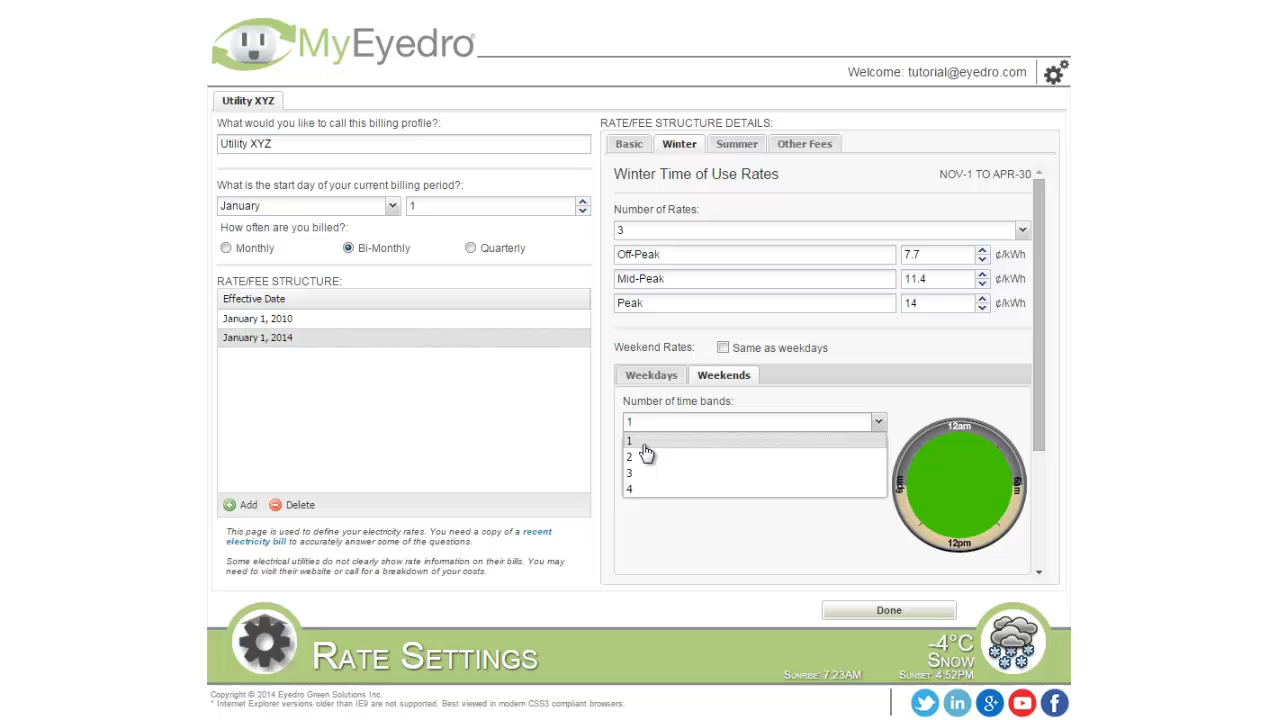 MyEyedro
Welcome: tutorial@eyedro.com
Utility XYZ
What would you like to call this billing profile?:
Utility XYZ
What is the start day of your current billing period?:
January
1
How often are you billed?:
Monthly
Bi-Monthly
Quarterly
RATE/FEE STRUCTURE:
Effective Date
January 1, 2010
January 1, 2014
Add
Delete
This page is used to define your electricity rates. You need a copy of a recent
electricity bill to accurately answer some of the questions.
Some electrical utilities do not clearly show rate information on their bills. You may
need to visit their website or call for a breakdown of your costs.
RATE/FEE STRUCTURE DETAILS:
Basic
Winter
Summer
Other Fees
Winter Time of Use Rates
NOV-1 TO APR-30
Number of Rates:
3
Off-Peak
7.7
¢/kWh
Mid-Peak
11.4
¢/kWh
Peak
14
¢/kWh
Weekend Rates:
Same as weekdays
Weekdays
Weekends
Number of time bands:
1
1
2
3
4
12am
6pm
6am
12pm
Done
RATE SETTINGS
-4°C
SNOW
SUNRISE: 7:23AM
SUNSET: 4:52PM
Copyright © 2014 Eyedro Green Solutions Inc.
* Internet Explorer versions older than IE9 are not supported. Best viewed in modern CSS3 compliant browsers.